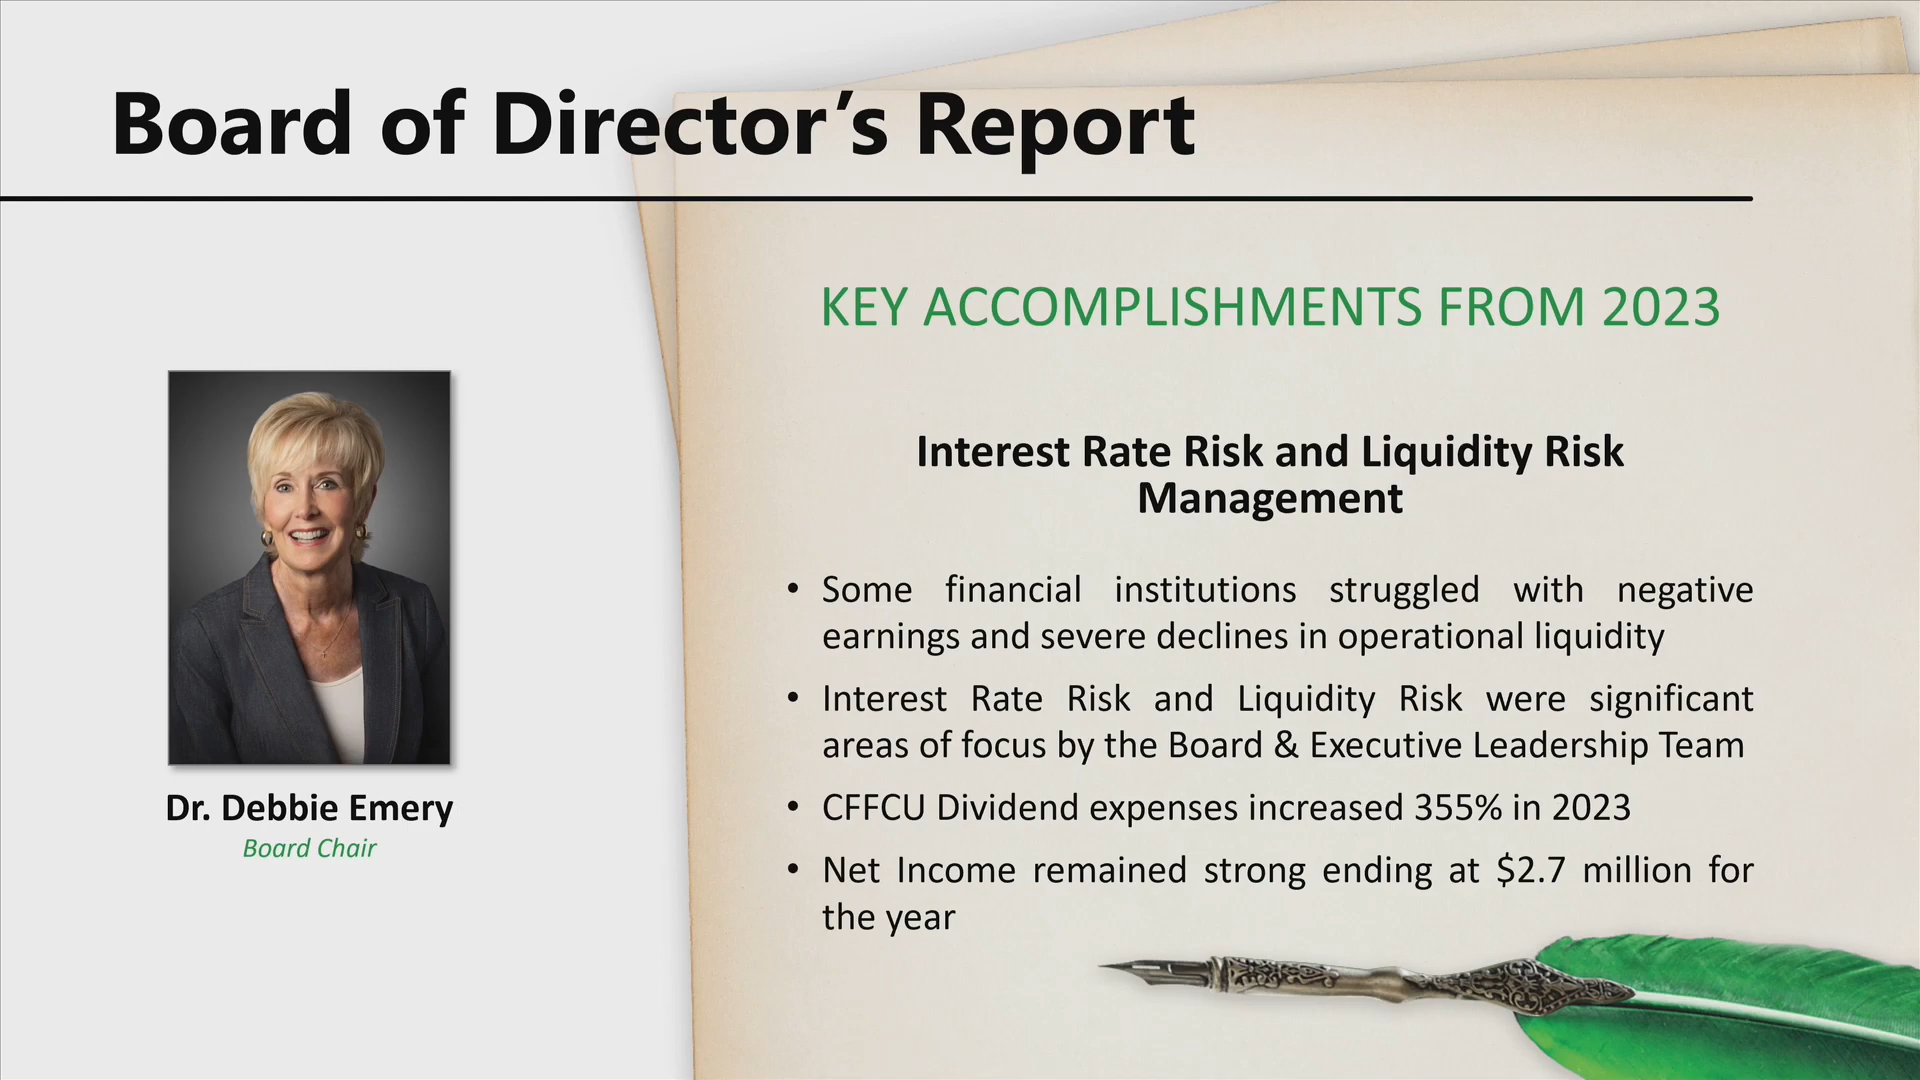 Board of Director’s Report
KEY ACCOMPLISHMENTS FROM 2023
Interest Rate Risk and Liquidity Risk
Management
• Some financial institutions struggled with negative
earnings and severe declines in operational liquidity
• Interest Rate Risk and Liquidity Risk were significant
areas of focus by the Board & Executive Leadership Team
• CFFCU Dividend expenses increased 355% in 2023
• Net Income remained strong ending at $2.7 million for
the year
Dr. Debbie Emery
Board Chair